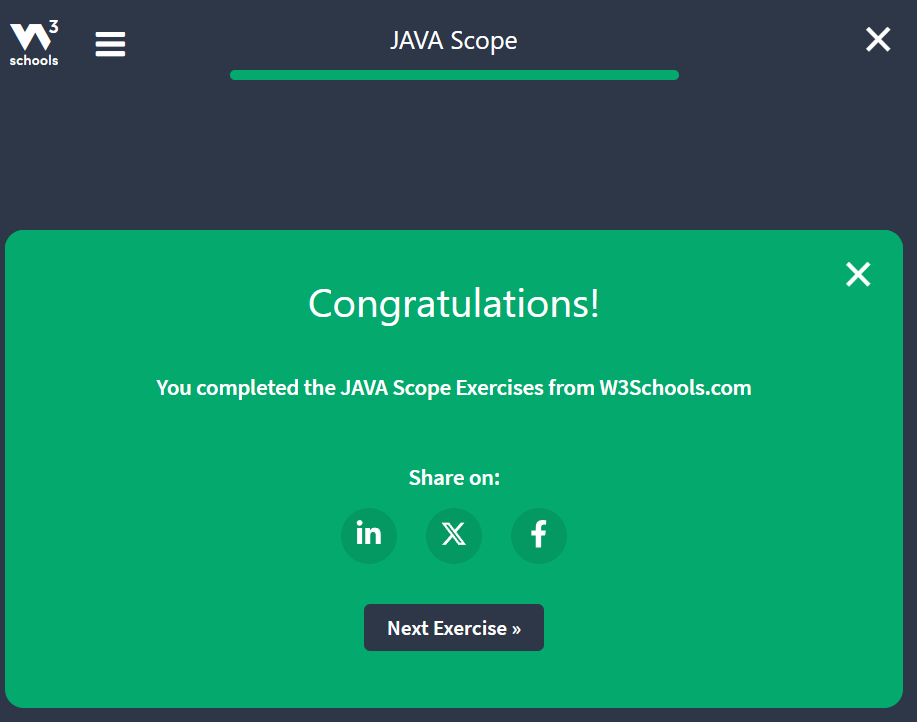 W3
schools
JAVA Scope
Congratulations!
You completed the JAVA Scope Exercises from W3Schools.com
Share on:
in
X
f
Next Exercise »